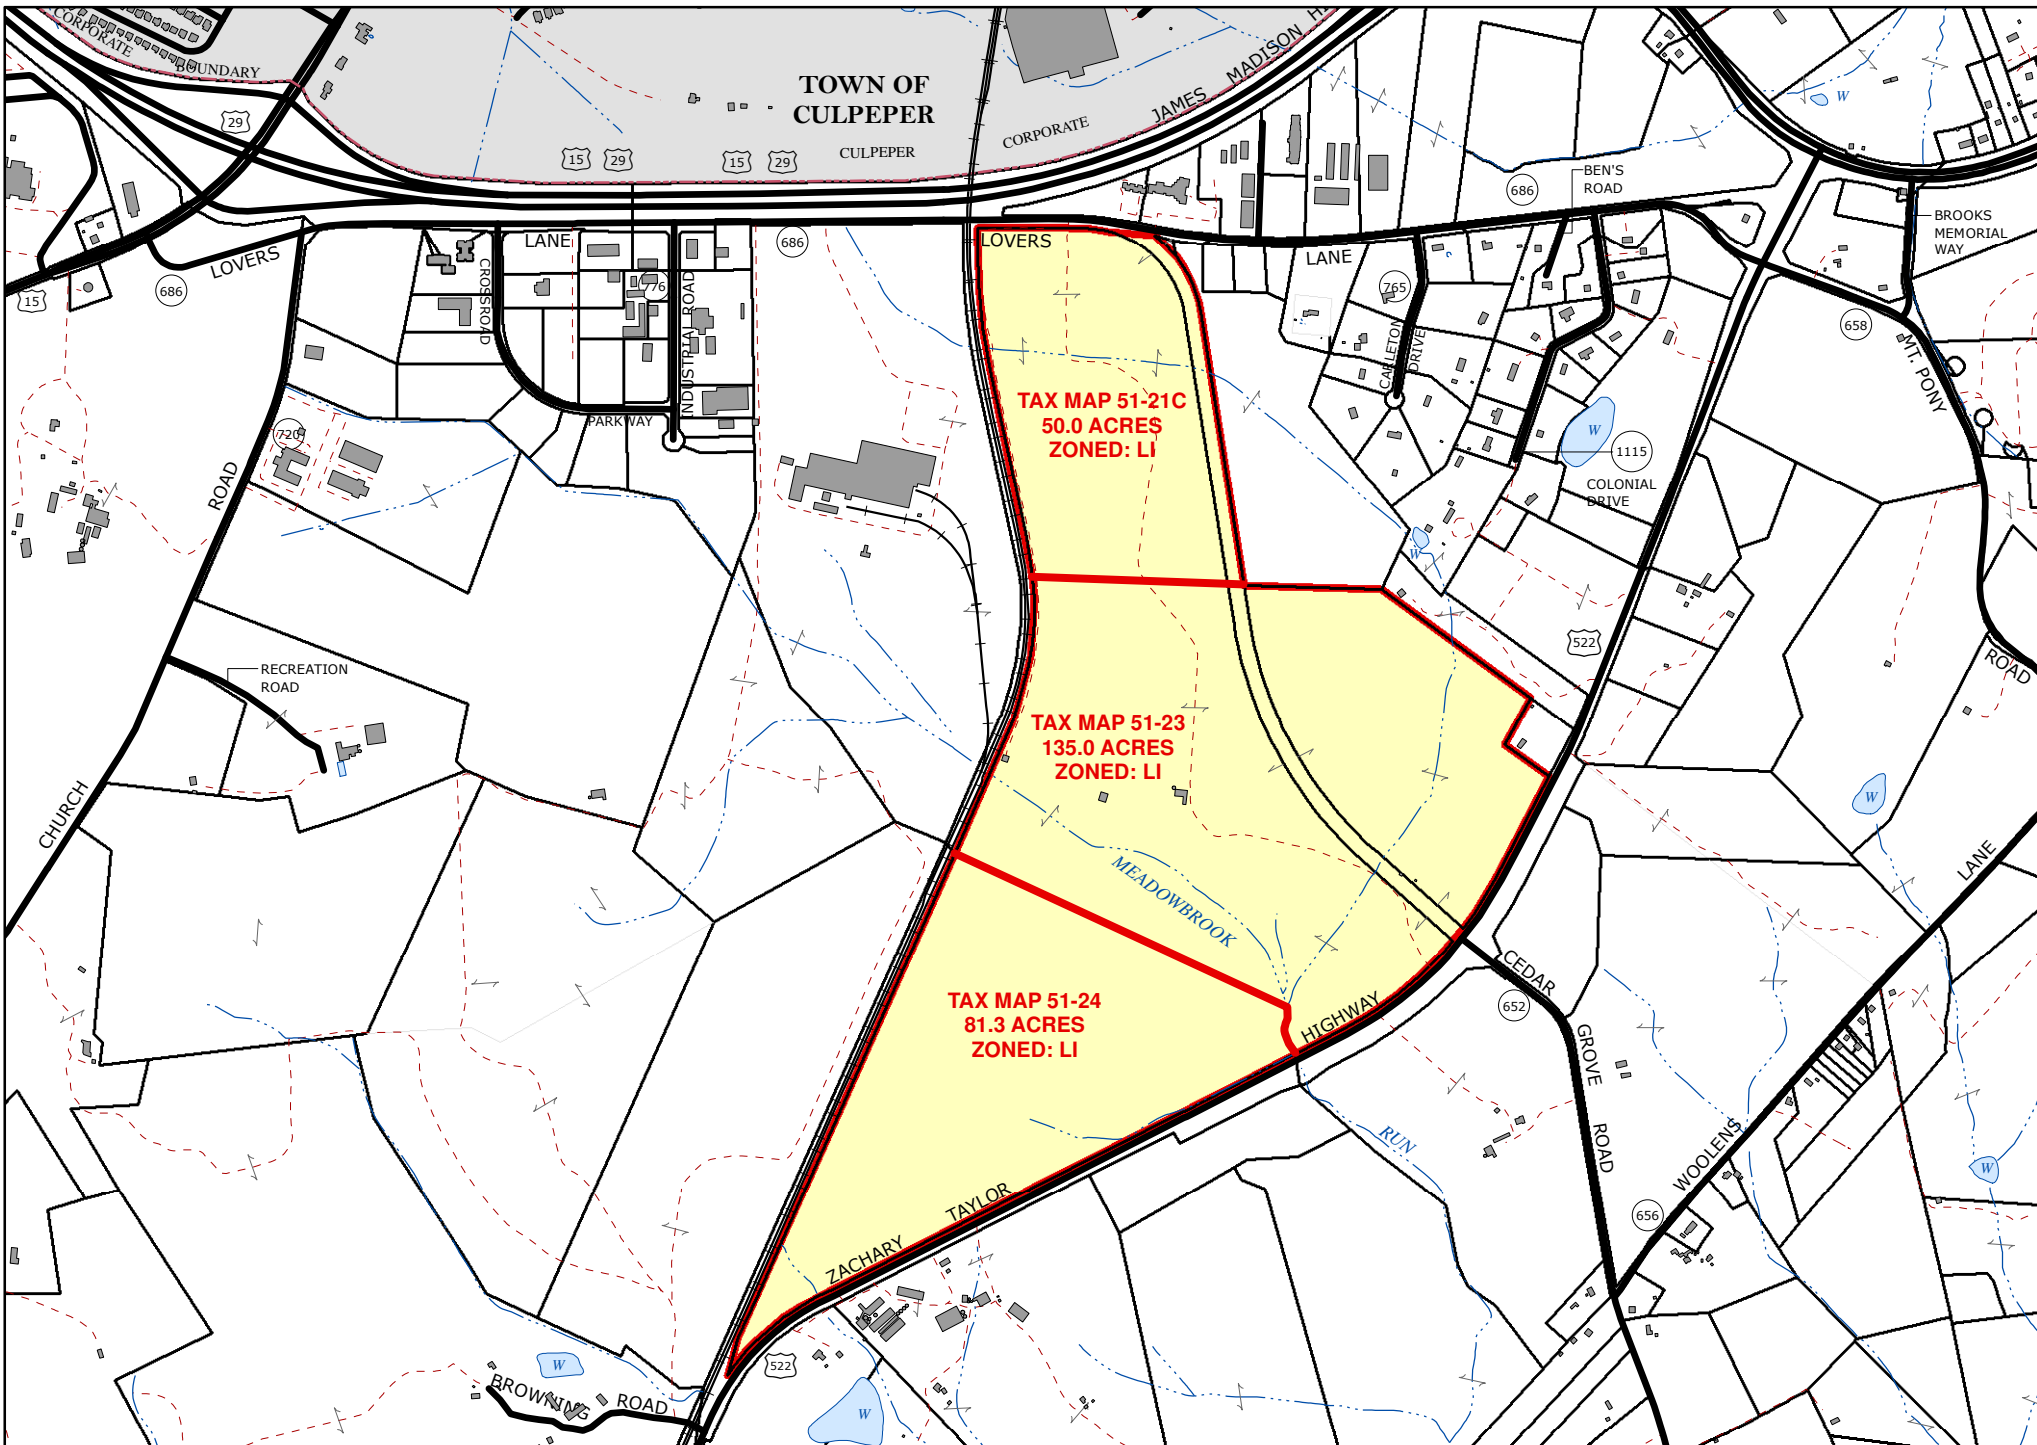 CORPORATE
BOUNDARY
TOWN OF
CULPEPER
CULPEPER
CORPORATE
JAMES
MADISON
29
15
29
15
29
W
686
BEN'S
ROAD
BROOKS
MEMORIAL
WAY
LOVERS
LANE
686
LOVERS
LANE
15
686
CROSSROAD
PARKWAY
776
INDUSTRIAL ROAD
765
CARLETON
DRIVE
658
MT. PONY
ROAD
TAX MAP 51-21C
50.0 ACRES
ZONED: LI
720
W
1115
COLONIAL
DRIVE
W
522
CHURCH
ROAD
RECREATION
ROAD
TAX MAP 51-23
135.0 ACRES
ZONED: LI
W
MEADOWBROOK
RUN
WOOLENS
LANE
CEDAR
GROVE
ROAD
652
TAX MAP 51-24
81.3 ACRES
ZONED: LI
ZACHARY
TAYLOR
HIGHWAY
W
656
522
W
BROWNING
ROAD
W